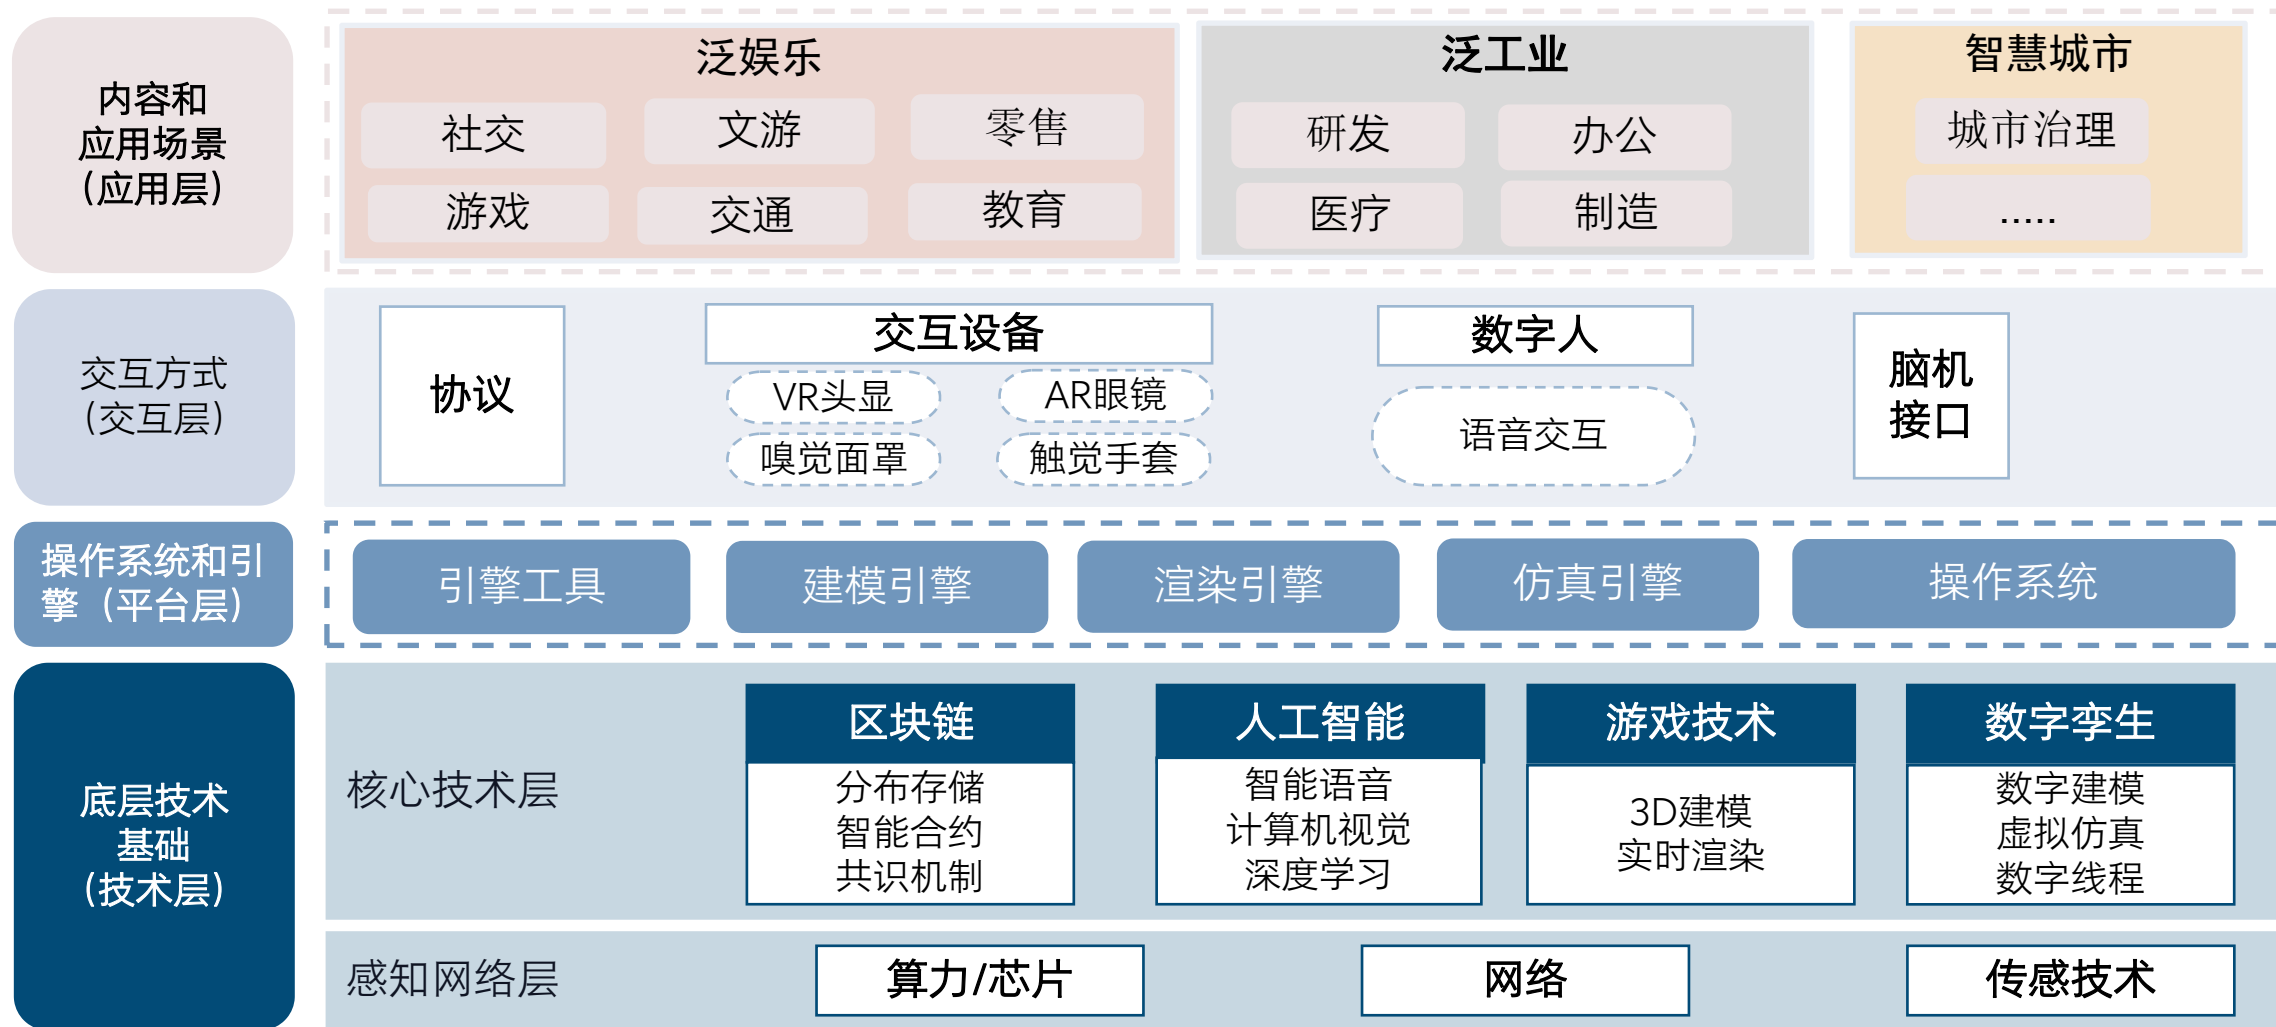 内容和
应用场景
(应用层)
泛娱乐
社交
文游
零售
游戏
交通
教育
泛工业
研发
办公
医疗
制造
智慧城市
城市治理
.....
交互方式
(交互层)
协议
交互设备
VR头显
AR眼镜
嗅觉面罩
触觉手套
数字人
语音交互
脑机
接口
操作系统和引
擎（平台层）
引擎工具
建模引擎
渲染引擎
仿真引擎
操作系统
底层技术
基础
(技术层)
核心技术层
区块链
分布存储
智能合约
共识机制
人工智能
智能语音
计算机视觉
深度学习
游戏技术
3D建模
实时渲染
数字孪生
数字建模
虚拟仿真
数字线程
感知网络层
算力/芯片
网络
传感技术